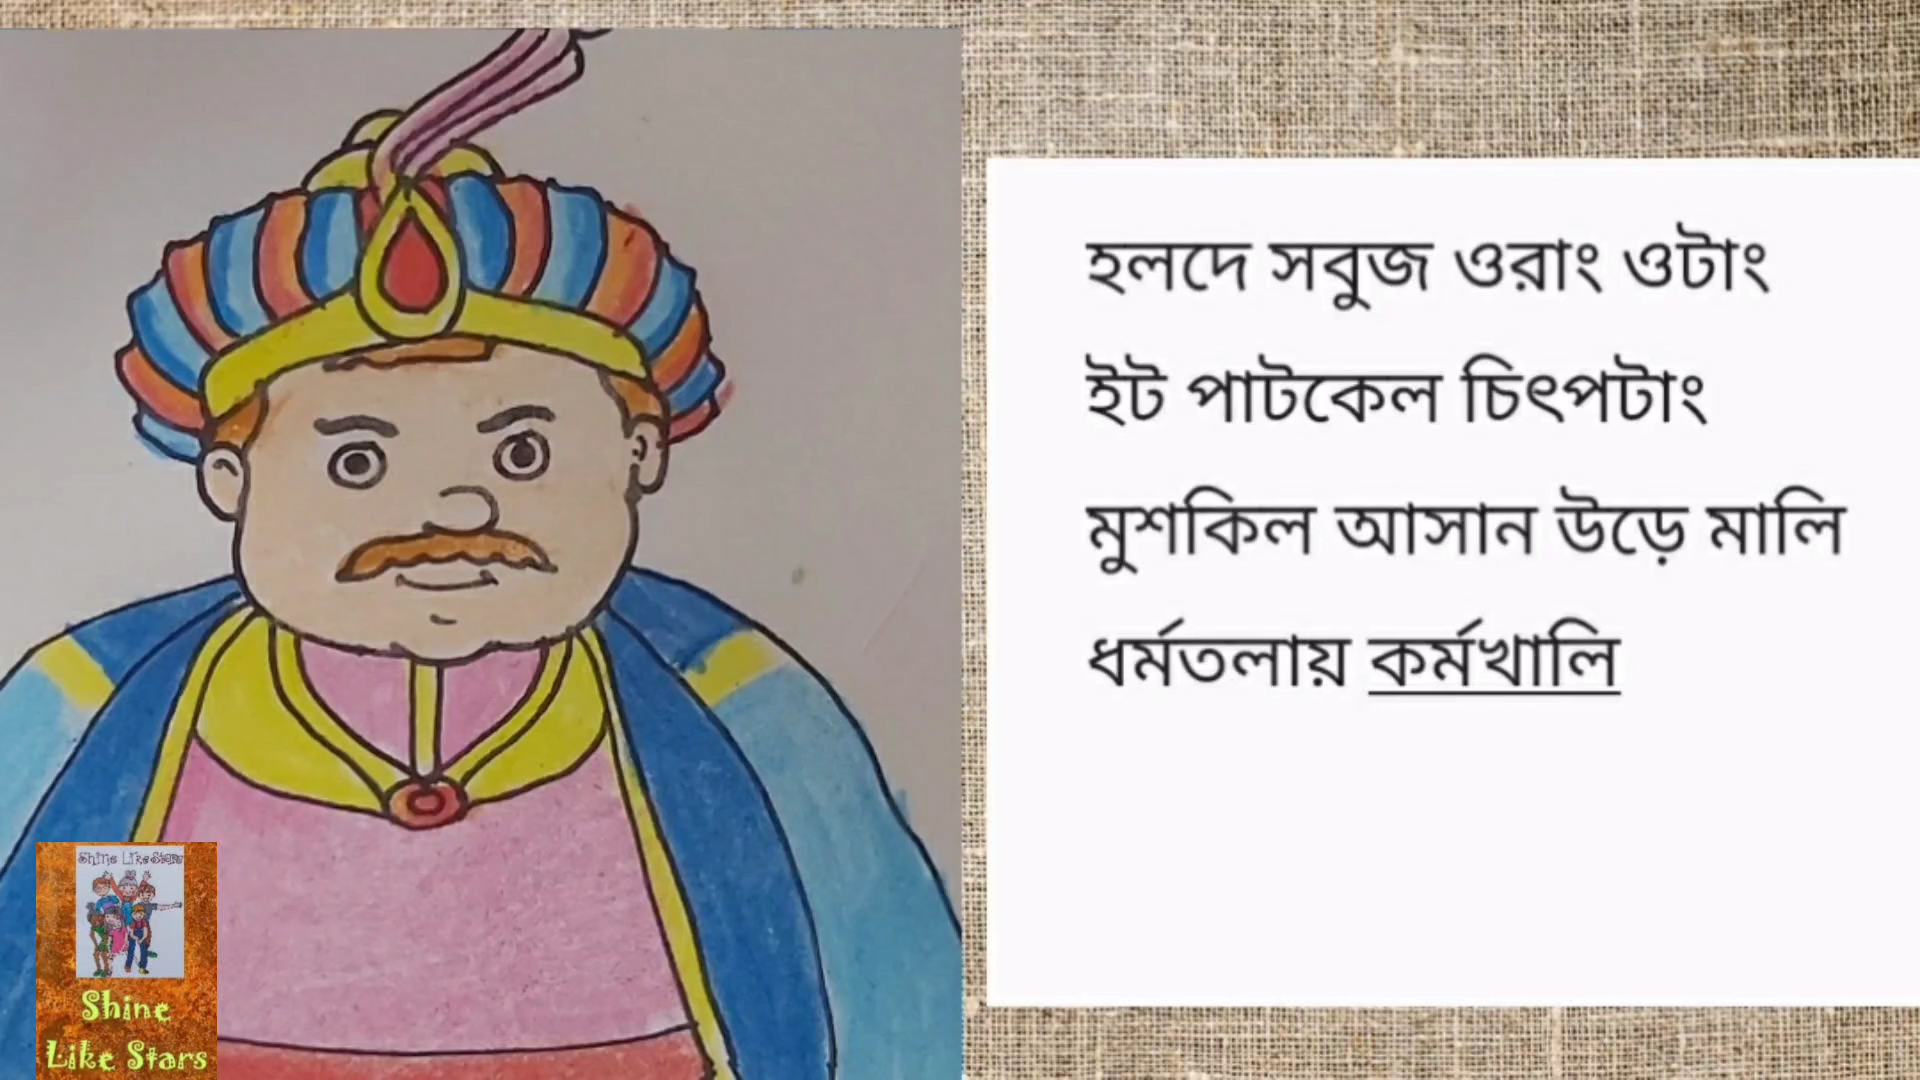 হলদে সবুজ ওরাং ওটাং
ইট পাটকেল চিৎপটাং
মুশকিল আসান উড়ে মালি
ধর্মতলায় কর্মখালি
Shine Like Stars
Shine
Like Stars